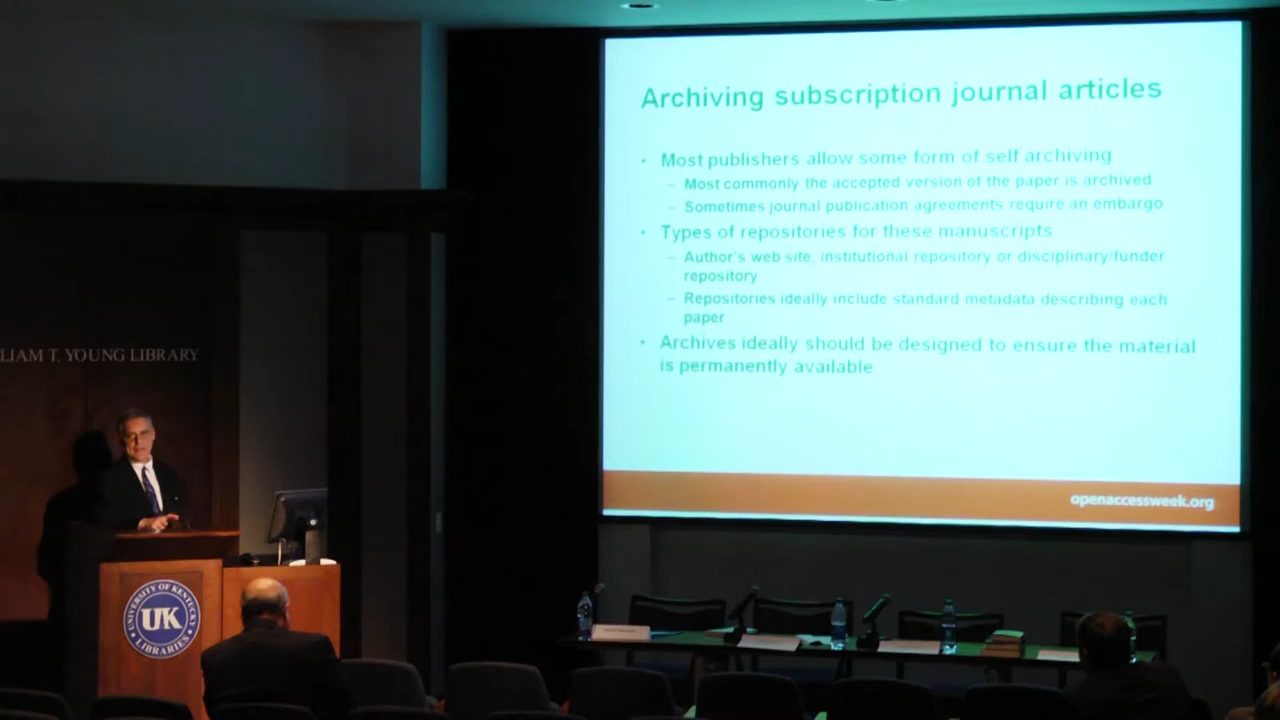 Archiving subscription journal articles
• Most publishers allow some form of self archiving
– Most commonly the accepted version of the paper is archived
– Sometimes journal publication agreements require an embargo
• Types of repositories for these manuscripts
– Author's web site, institutional repository or disciplinary/funder
repository
– Repositories ideally include standard metadata describing each
paper
• Archives ideally should be designed to ensure the material
is permanently available
openaccessweek.org
LIAM T. YOUNG LIBRARY
UNIVERSITY OF KENTUCKY
UK
LIBRARIES